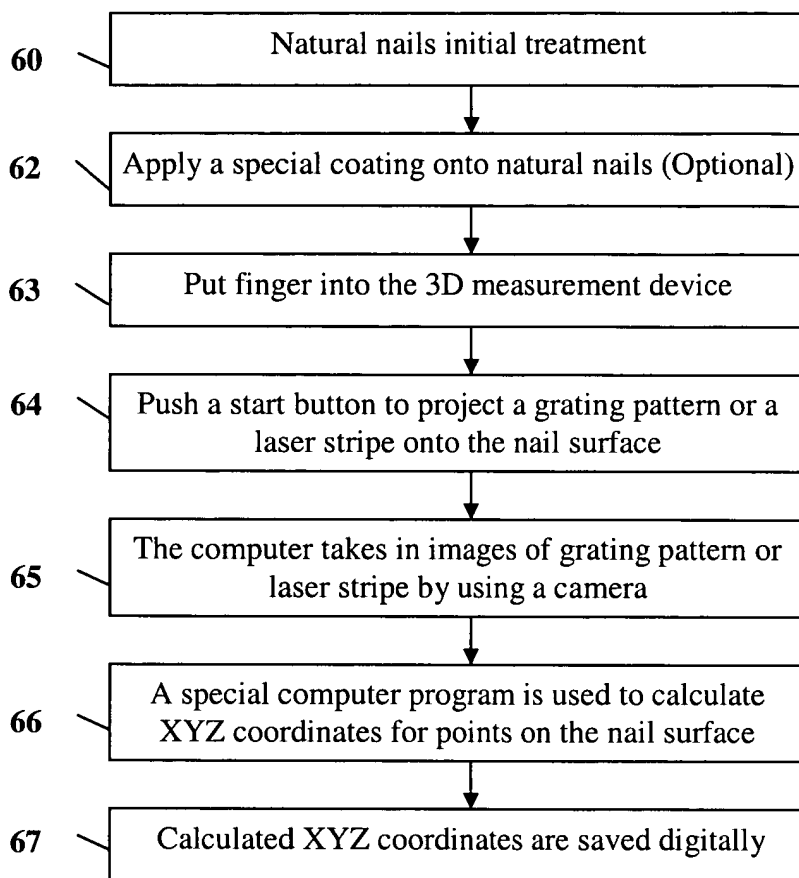 60
Natural nails initial treatment
62
Apply a special coating onto natural nails (Optional)
63
Put finger into the 3D measurement device
64
Push a start button to project a grating pattern or a
laser stripe onto the nail surface
65
The computer takes in images of grating pattern or
laser stripe by using a camera
66
A special computer program is used to calculate
XYZ coordinates for points on the nail surface
67
Calculated XYZ coordinates are saved digitally